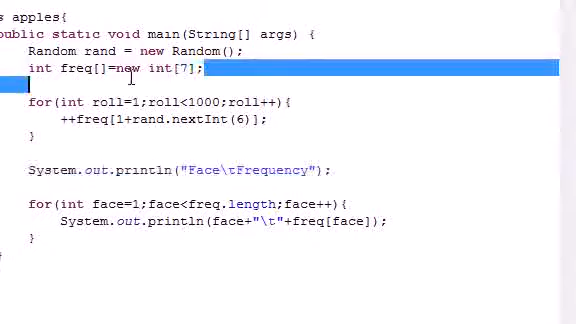 s apples{
public static void main(String[] args) {
Random rand = new Random();
int freq[]=new int[7];
for(int roll=1;roll<1000;roll++){
++freq[1+rand.nextInt(6)];
}
System.out.println("Face\tFrequency");
for(int face=1;face<freq.length;face++){
System.out.println(face+"\t"+freq[face]);
}
}